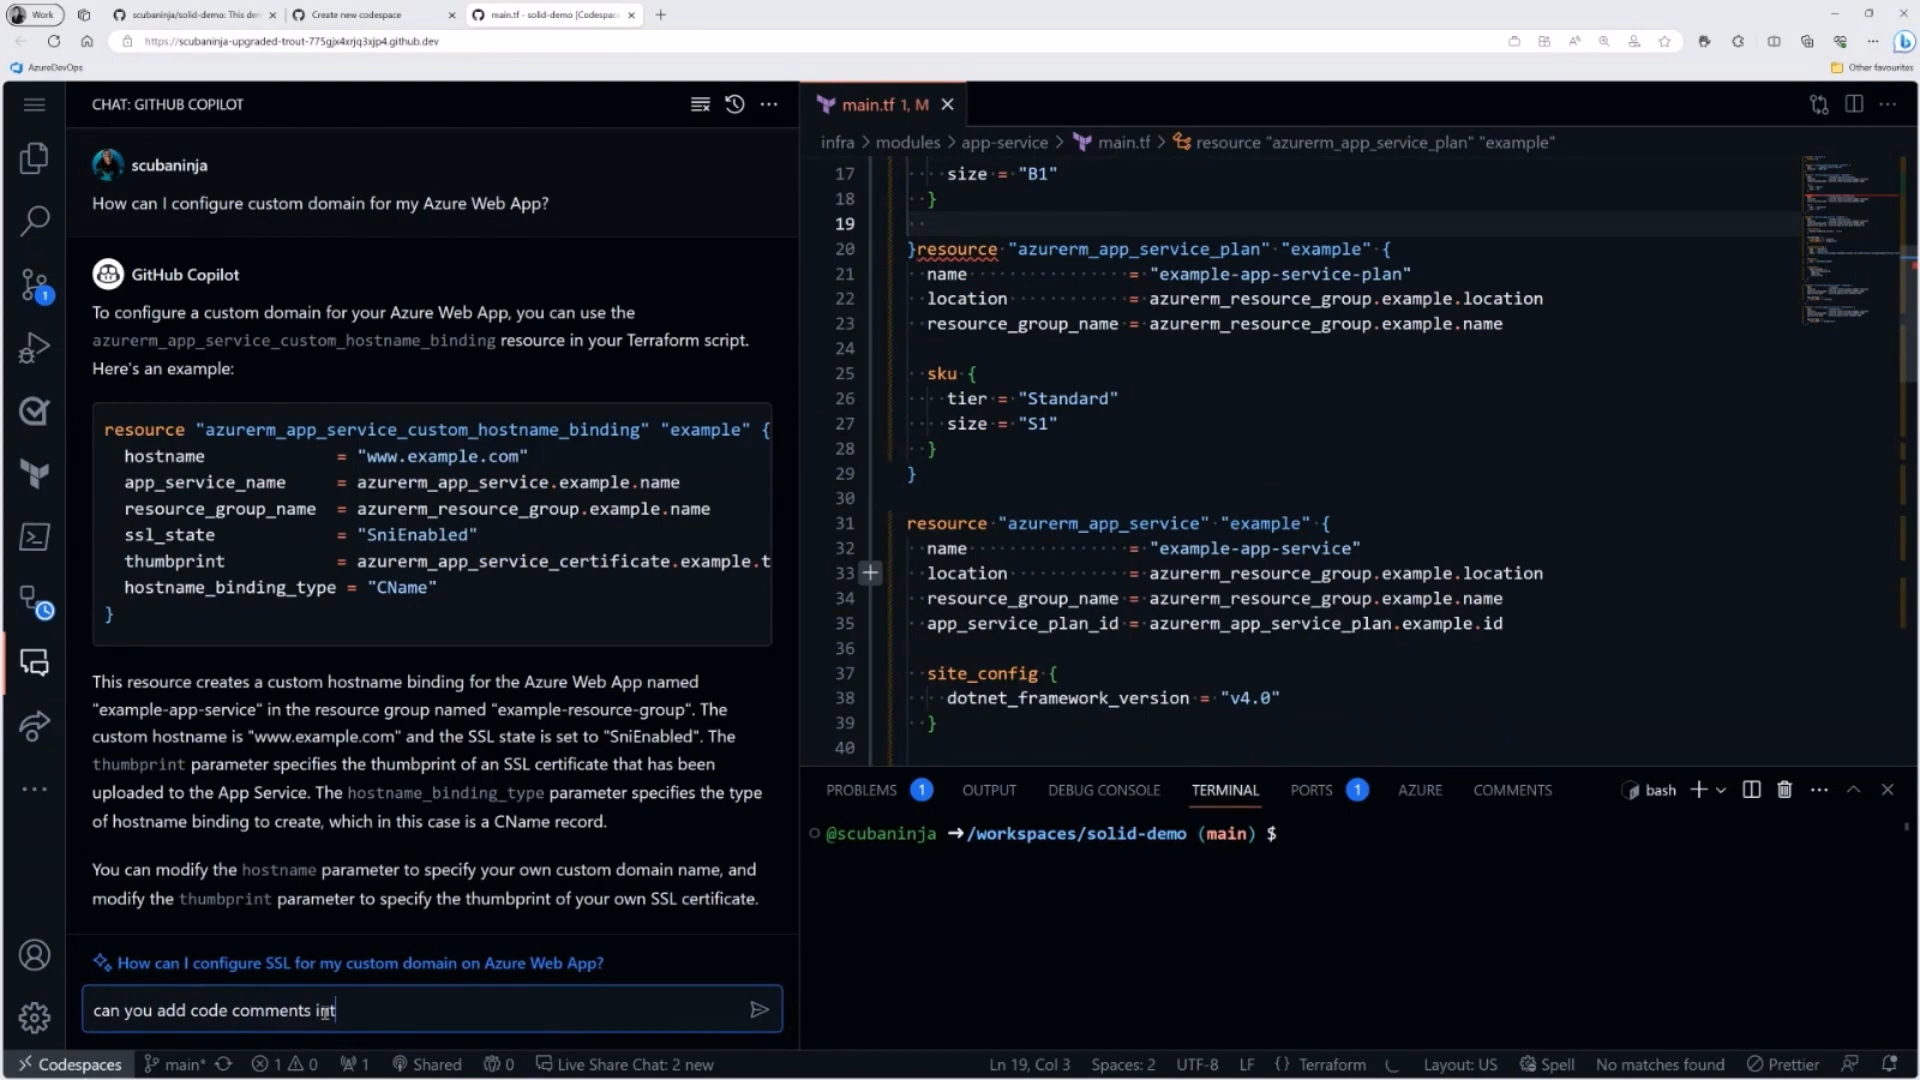 Work
scubaninja/solid-demo: This der
Create new codespace
main.tf - solid-demo [Codespac
https://scubaninja-upgraded-trout-775gjx4xrjq3xjp4.github.dev
AzureDevOps
Other favourites
CHAT: GITHUB COPILOT
scubaninja
How can I configure custom domain for my Azure Web App?
GitHub Copilot
To configure a custom domain for your Azure Web App, you can use the
azurerm_app_service_custom_hostname_binding resource in your Terraform script.
Here's an example:
resource "azurerm_app_service_custom_hostname_binding" "example" {
hostname = "www.example.com"
app_service_name = azurerm_app_service.example.name
resource_group_name = azurerm_resource_group.example.name
ssl_state = "SniEnabled"
thumbprint = azurerm_app_service_certificate.example.t
hostname_binding_type = "CName"
}
This resource creates a custom hostname binding for the Azure Web App named
"example-app-service" in the resource group named "example-resource-group". The
custom hostname is "www.example.com" and the SSL state is set to "SniEnabled". The
thumbprint parameter specifies the thumbprint of an SSL certificate that has been
uploaded to the App Service. The hostname_binding_type parameter specifies the type
of hostname binding to create, which in this case is a CName record.
You can modify the hostname parameter to specify your own custom domain name, and
modify the thumbprint parameter to specify the thumbprint of your own SSL certificate.
How can I configure SSL for my custom domain on Azure Web App?
can you add code comments int
main.tf 1, M
infra > modules > app-service > main.tf > resource "azurerm_app_service_plan" "example"
17 size = "B1"
18 }
19
20 }resource "azurerm_app_service_plan" "example" {
21 name = "example-app-service-plan"
22 location = azurerm_resource_group.example.location
23 resource_group_name = azurerm_resource_group.example.name
24
25 sku {
26 tier = "Standard"
27 size = "S1"
28 }
29 }
30
31 resource "azurerm_app_service" "example" {
32 name = "example-app-service"
33 location = azurerm_resource_group.example.location
34 resource_group_name = azurerm_resource_group.example.name
35 app_service_plan_id = azurerm_app_service_plan.example.id
36
37 site_config {
38 dotnet_framework_version = "v4.0"
39 }
40
PROBLEMS 1 OUTPUT DEBUG CONSOLE TERMINAL PORTS 1 AZURE COMMENTS bash
@scubaninja →/workspaces/solid-demo (main) $
1
Codespaces main* 1 0 1 Shared 0 Live Share Chat: 2 new Ln 19, Col 3 Spaces: 2 UTF-8 LF {} Terraform Layout: US Spell No matches found Prettier